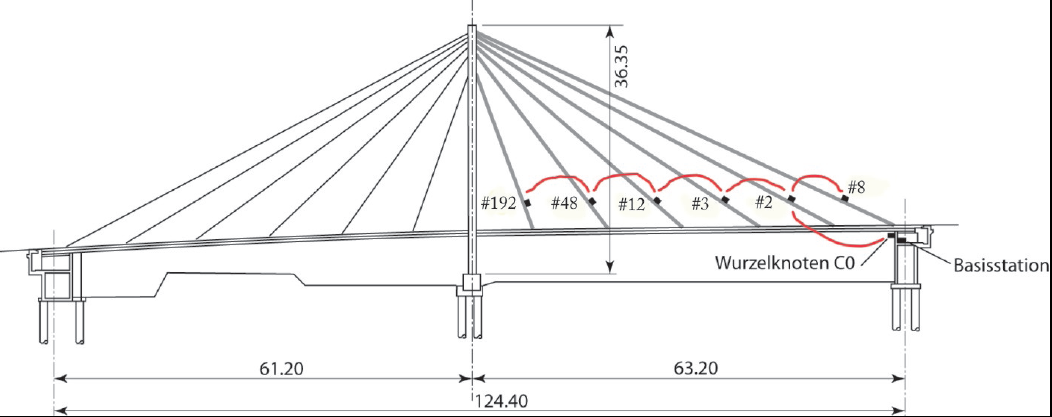 36.35
#8
#192 #48 #12 #3 #2
Wurzelknoten C0
Basisstation
61.20
63.20
124.40